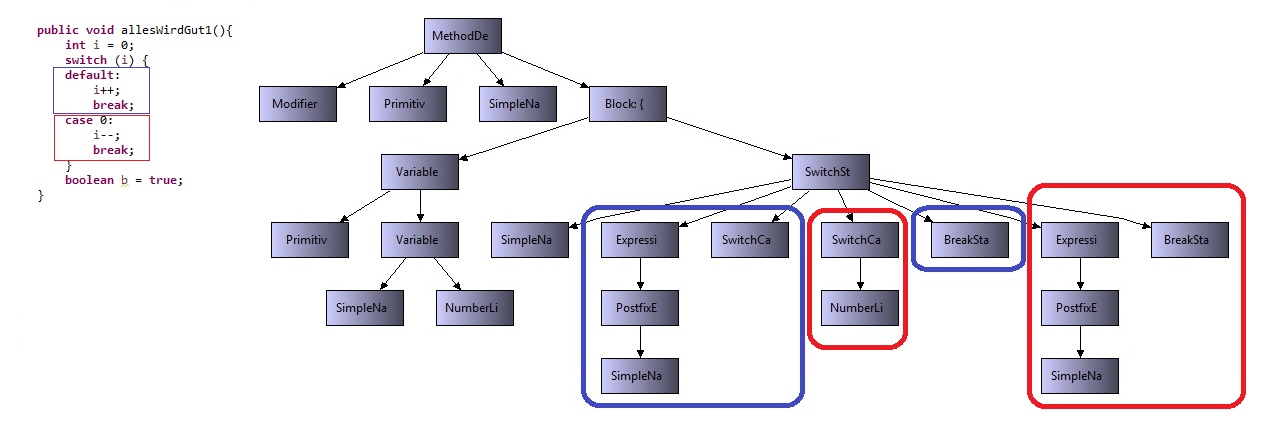 public void allesWirdGut1(){
int i = 0;
switch (i) {
default:
i++;
break;
case 0:
i--;
break;
}
boolean b = true;
}
MethodDe
Modifier Primitiv SimpleNa Block: {
Variable SwitchSt
Primitiv Variable SimpleNa Expressi SwitchCa SwitchCa BreakSta Expressi BreakSta
SimpleNa NumberLi PostfixE NumberLi PostfixE
SimpleNa SimpleNa